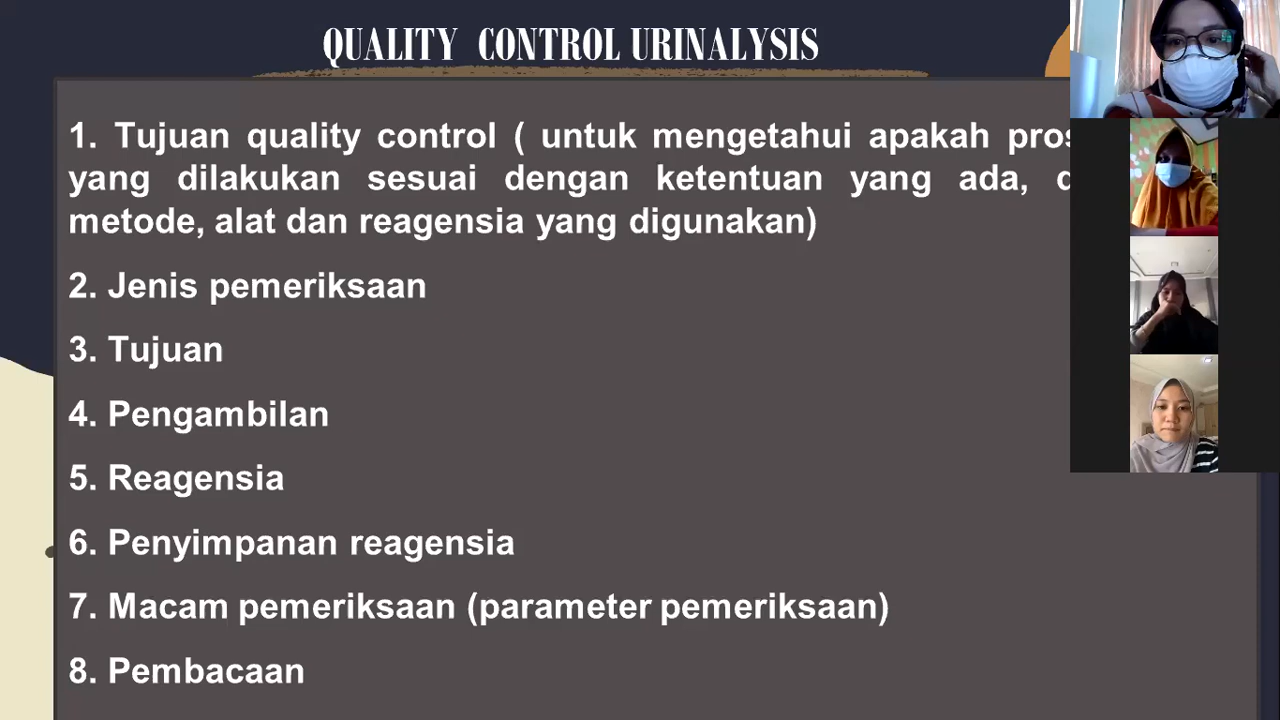 QUALITY CONTROL URINALYSIS
1. Tujuan quality control ( untuk mengetahui apakah
yang dilakukan sesuai dengan ketentuan yang ada,
metode, alat dan reagensia yang digunakan)
2. Jenis pemeriksaan
3. Tujuan
4. Pengambilan
5. Reagensia
6. Penyimpanan reagensia
7. Macam pemeriksaan (parameter pemeriksaan)
8. Pembacaan